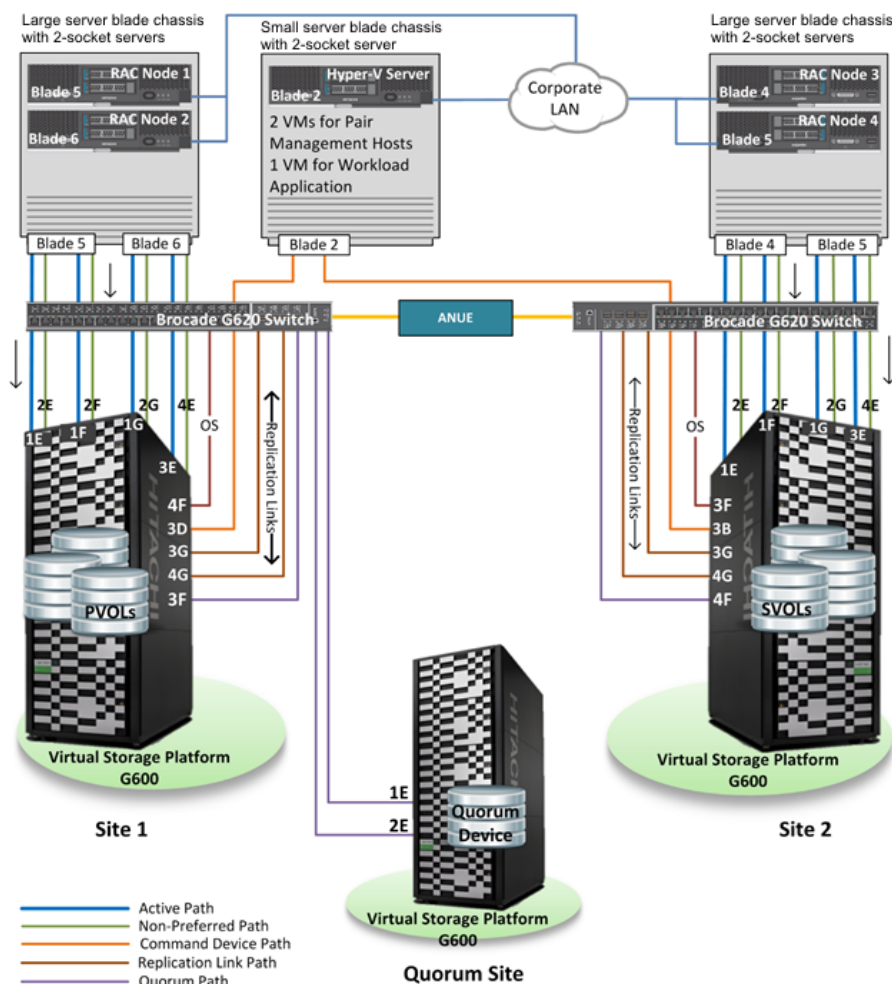 Large server blade chassis
with 2-socket servers
Small server blade chassis
with 2-socket server
Large server blade chassis
with 2-socket servers
RAC Node 1
Blade 5
RAC Node 2
Blade 6
Hyper-V Server
Blade 2
2 VMs for Pair
Management Hosts
1 VM for Workload
Application
Corporate
LAN
RAC Node 3
Blade 4
RAC Node 4
Blade 5
Blade 5
Blade 6
Blade 2
Blade 4
Blade 5
Brocade G620 Switch
ANUE
Brocade G620 Switch
2E
2F
2G
4E
1E
1F
1G
3E
OS
Replication Links
4F
3D
3G
4G
3F
HITACHI
PVOLs
2E
2F
2G
4E
1E
1F
1G
3E
OS
Replication Links
3F
3B
3G
4G
4F
HITACHI
SVOLs
Virtual Storage Platform
G600
Site 1
Virtual Storage Platform
G600
Site 2
1E
2E
HITACHI
Quorum
Device
Virtual Storage Platform
G600
Quorum Site
Active Path
Non-Preferred Path
Command Device Path
Replication Link Path
Quorum Path